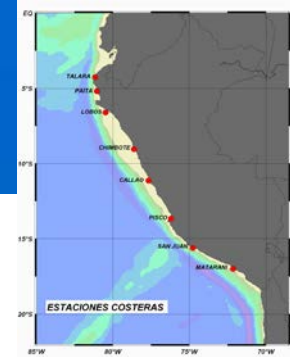 EQ
TALARA
5°S
PAITA
LOBOS
CHIMBOTE
10°S
CALLAO
PISCO
15°S
SAN JUAN
MATARANI
ESTACIONES COSTERAS
20°S
85°W 80°W 75°W 70°W